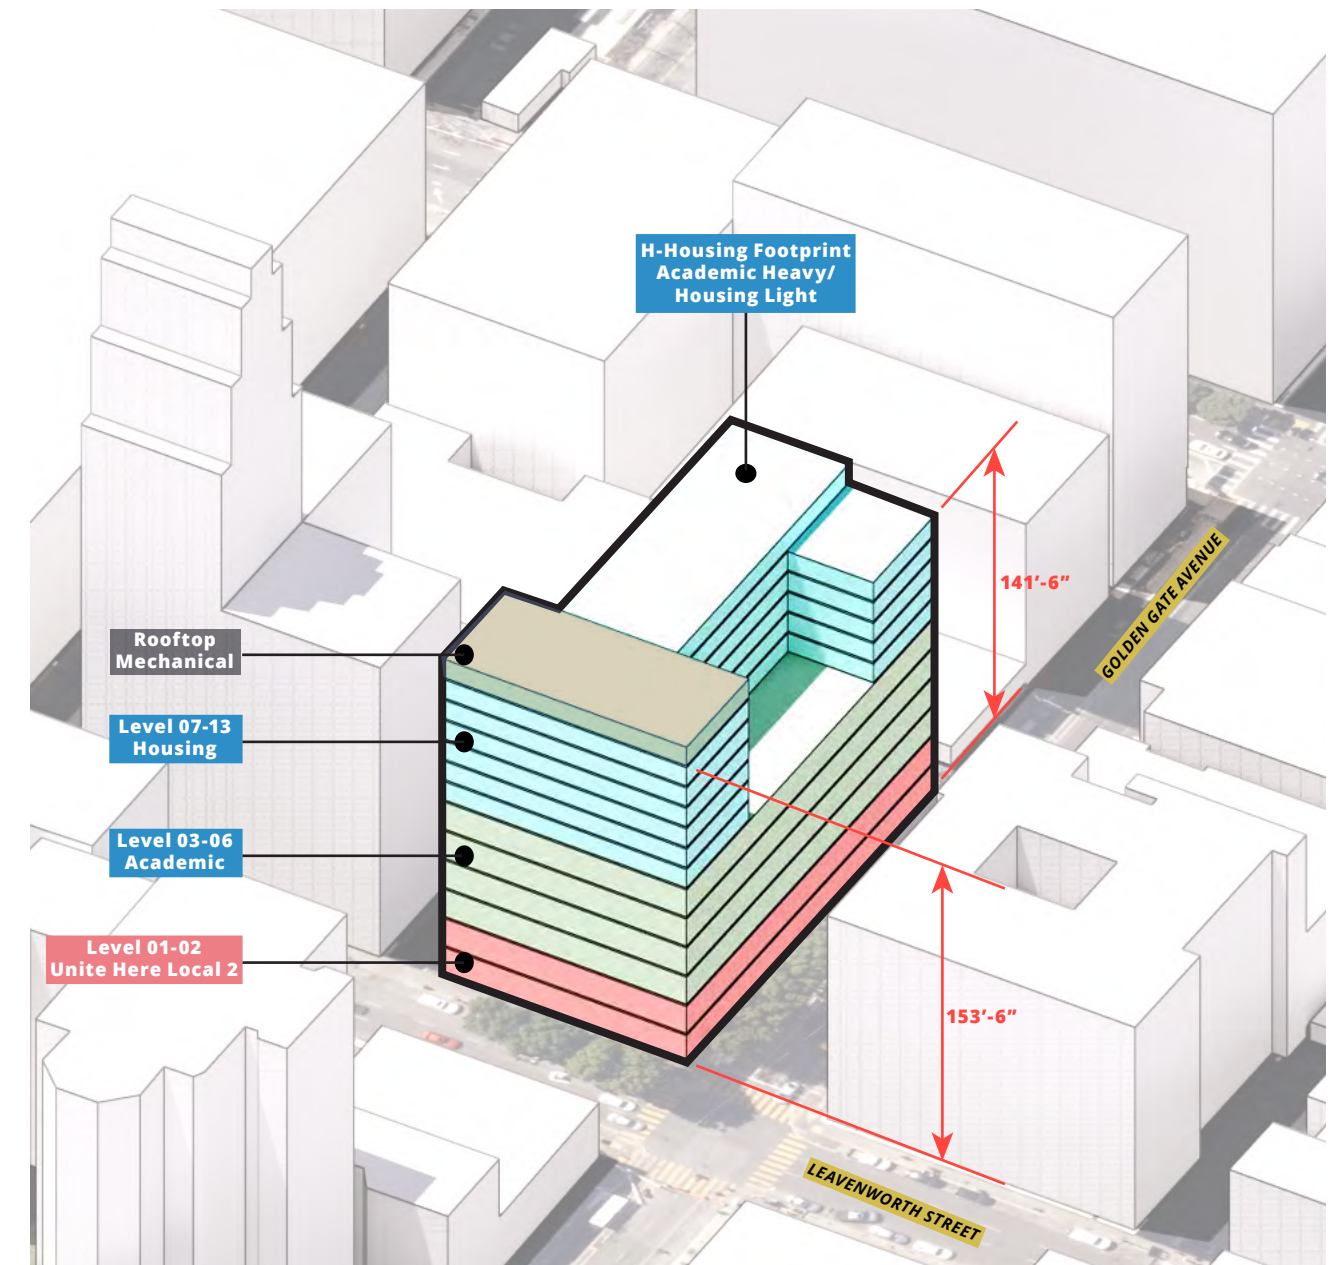 H-Housing Footprint
Academic Heavy/
Housing Light
141’-6”
GOLDEN GATE AVENUE
Rooftop
Mechanical
Level 07-13
Housing
Level 03-06
Academic
Level 01-02
Unite Here Local 2
153’-6”
LEAVENWORTH STREET